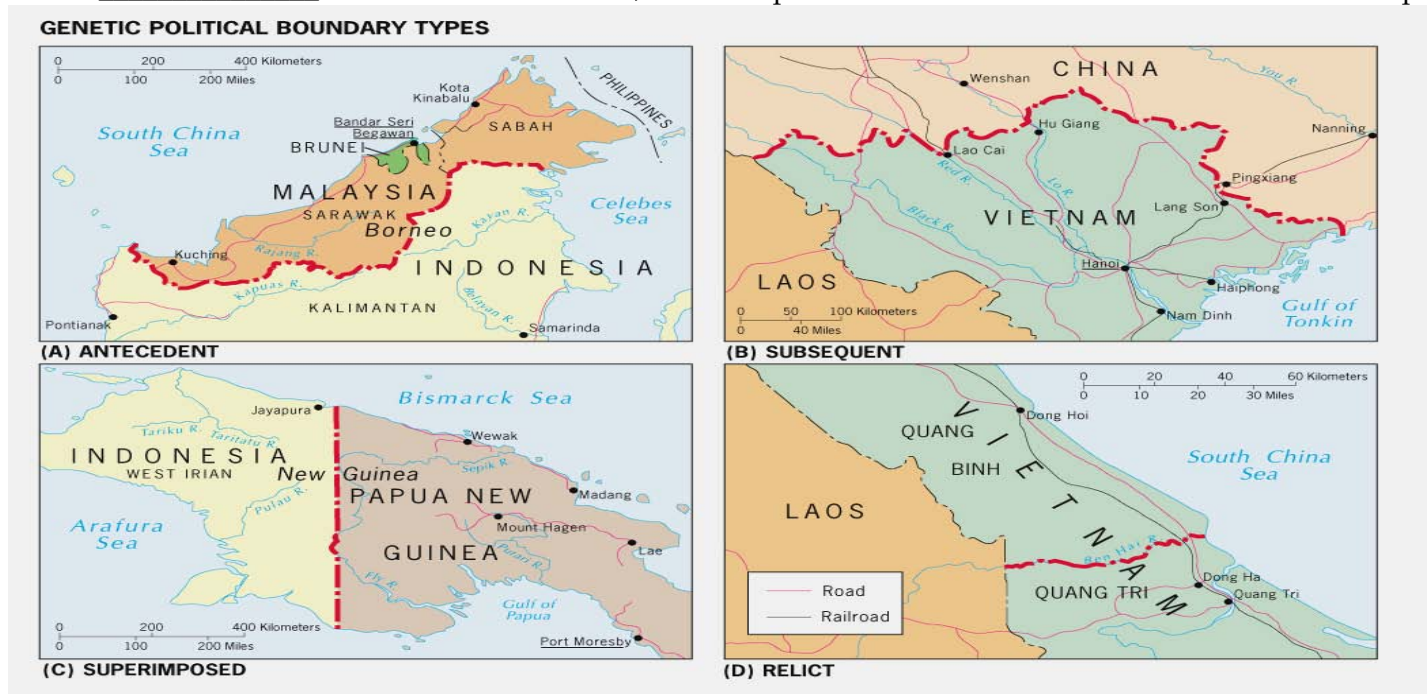 GENETIC POLITICAL BOUNDARY TYPES
0 200 400 Kilometers
0 100 200 Miles
PHILIPPINES
Kota
Kinabalu
Bandar Seri
Begawan
SABAH
South China
Sea
BRUNEI
MALAYSIA
SARAWAK
Celebes
Sea
Kayan R.
Borneo
Kuching
Rajang R.
INDONESIA
Kapuas R.
KALIMANTAN
Belayan R.
Pontianak
Samarinda
(A) ANTECEDENT
CHINA
You R.
Wenshan
Hu Giang
Nanning
Lao Cai
Red R.
Lo R.
Pingxiang
Black R.
VIETNAM
Lang Son
Hanoi
LAOS
Haiphong
0 50 100 Kilometers
0 40 Miles
Gulf of
Tonkin
Nam Dinh
(B) SUBSEQUENT
Jayapura
Bismarck Sea
Tariku R.
Taritatu R.
Wewak
INDONESIA
WEST IRIAN
New Guinea
Sepik R.
PAPUA NEW
Madang
Pulau R.
Arafura
Sea
Mount Hagen
GUINEA
Purari R.
Lae
Fly R.
Gulf of
Papua
0 200 400 Kilometers
0 100 200 Miles
Port Moresby
(C) SUPERIMPOSED
0 20 40 60 Kilometers
0 10 20 30 Miles
Dong Hoi
VIETNAM
QUANG
BINH
South China
Sea
LAOS
Ben Hai R.
Dong Ha
QUANG TRI
Quang Tri
Road
Railroad
(D) RELICT